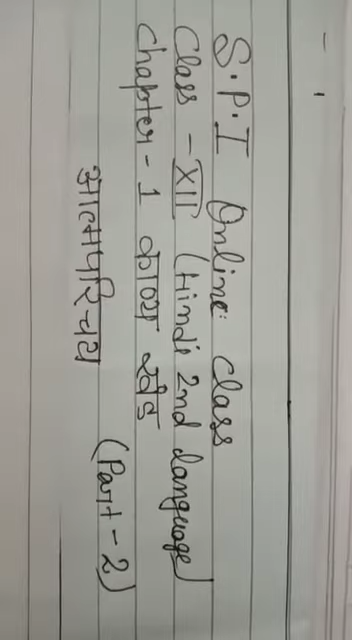 S.P.I Online class
Class - XII (Hindi 2nd language)
Chapter - 1 काव्य खंड
आत्मपरिचय
(Part - 2)